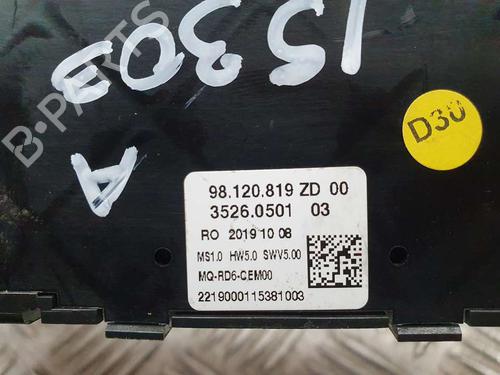 15303
A
B-PARTS
D30
98.120.819 ZD 00
3526.0501 03
RO 2019 10 08
MS1.0 HW5.0 SWV5.00
MQ-RD6-CEM00
2219000115381003